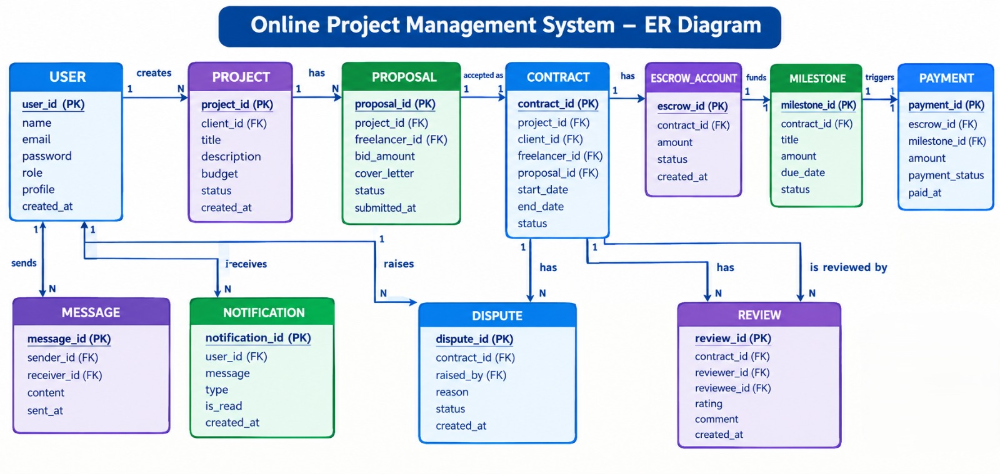 Online Project Management System – ER Diagram
USER
user_id (PK)
name
email
password
role
profile
created_at
creates
1 N
PROJECT
project_id (PK)
client_id (FK)
title
description
budget
status
created_at
has
1 N
PROPOSAL
proposal_id (PK)
project_id (FK)
freelancer_id (FK)
bid_amount
cover_letter
status
submitted_at
accepted as
1 1
CONTRACT
contract_id (PK)
project_id (FK)
client_id (FK)
freelancer_id (FK)
proposal_id (FK)
start_date
end_date
status
has
1
ESCROW_ACCOUNT
escrow_id (PK)
contract_id (FK)
amount
status
created_at
funds
1
1
MILESTONE
milestone_id (PK)
contract_id (FK)
title
amount
due_date
status
triggers
1 1
1
PAYMENT
payment_id (PK)
escrow_id (FK)
milestone_id (FK)
amount
payment_status
paid_at
1
sends
N
1
receives
N
1
raises
N
1
has
N
1
has
N
is reviewed by
N
MESSAGE
message_id (PK)
sender_id (FK)
receiver_id (FK)
content
sent_at
NOTIFICATION
notification_id (PK)
user_id (FK)
message
type
is_read
created_at
DISPUTE
dispute_id (PK)
contract_id (FK)
raised_by (FK)
reason
status
created_at
REVIEW
review_id (PK)
contract_id (FK)
reviewer_id (FK)
reviewee_id (FK)
rating
comment
created_at